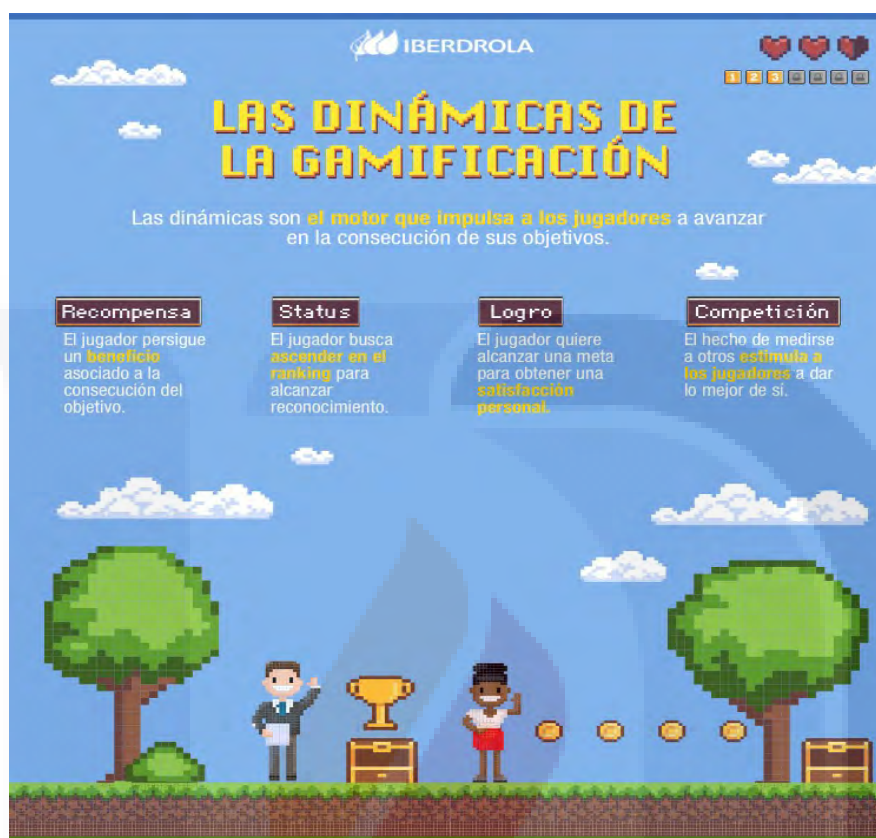 IBERDROLA
1 2 3
LAS DINÁMICAS DE
LA GAMIFICACIÓN
Las dinámicas son el motor que impulsa a los jugadores a avanzar
en la consecución de sus objetivos.
Recompensa
El jugador persigue
un beneficio
asociado a la
consecución del
objetivo.
Status
El jugador busca
ascender en el
ranking para
alcanzar
reconocimiento.
Logro
El jugador quiere
alcanzar una meta
para obtener una
satisfacción
personal.
Competición
El hecho de medirse
a otros estimula a
los jugadores a dar
lo mejor de si.